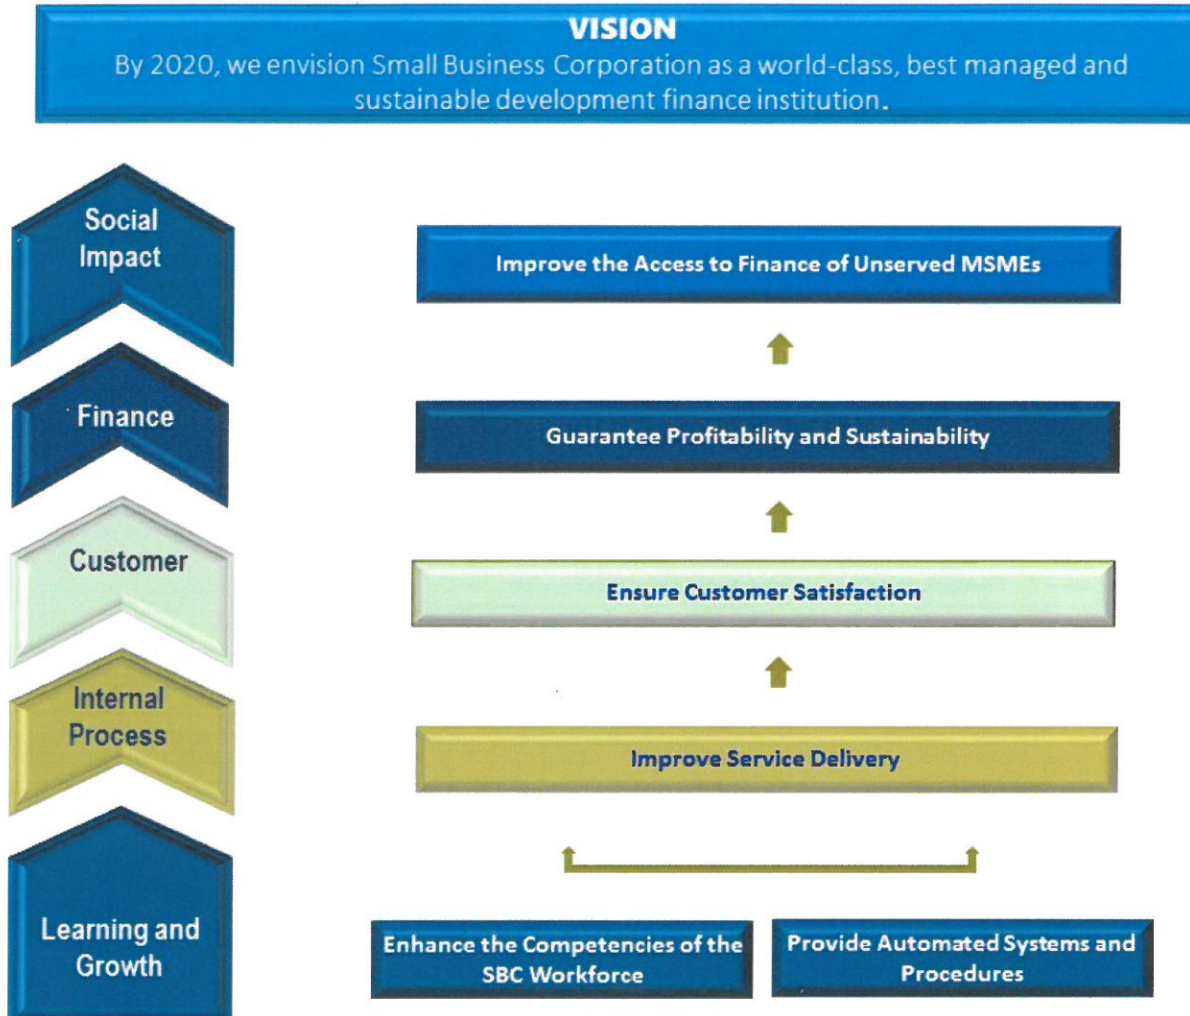 VISION
By 2020, we envision Small Business Corporation as a world-class, best managed and
sustainable development finance institution.
Social
Impact
Improve the Access to Finance of Unserved MSMEs
Finance
Guarantee Profitability and Sustainability
Customer
Ensure Customer Satisfaction
Internal
Process
Improve Service Delivery
Learning and
Growth
Enhance the Competencies of the
SBC Workforce
Provide Automated Systems and
Procedures